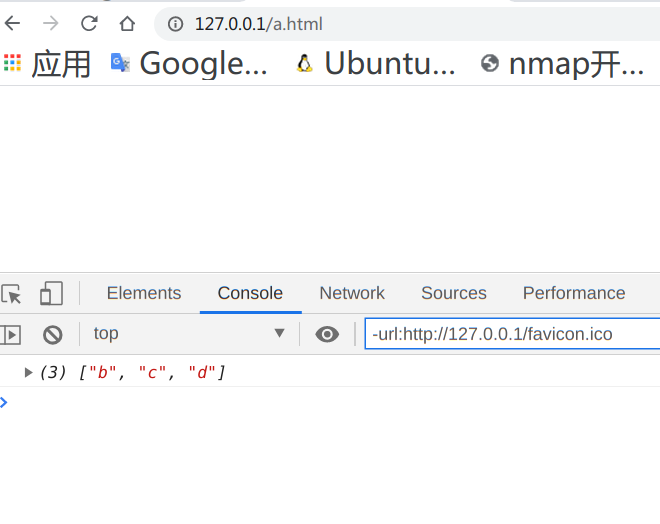 127.0.0.1/a.html
应用 Google... Ubuntu... nmap开...
Elements Console Network Sources Performance
top -url:http://127.0.0.1/favicon.ico
(3) ["b", "c", "d"]